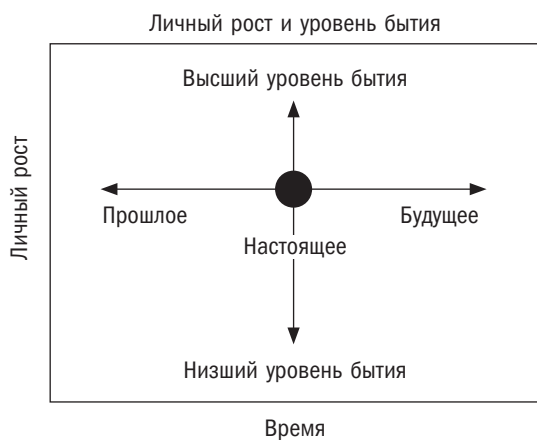 Личный рост и уровень бытия
Высший уровень бытия
Личный рост
Прошлое
Будущее
Настоящее
Низший уровень бытия
Время